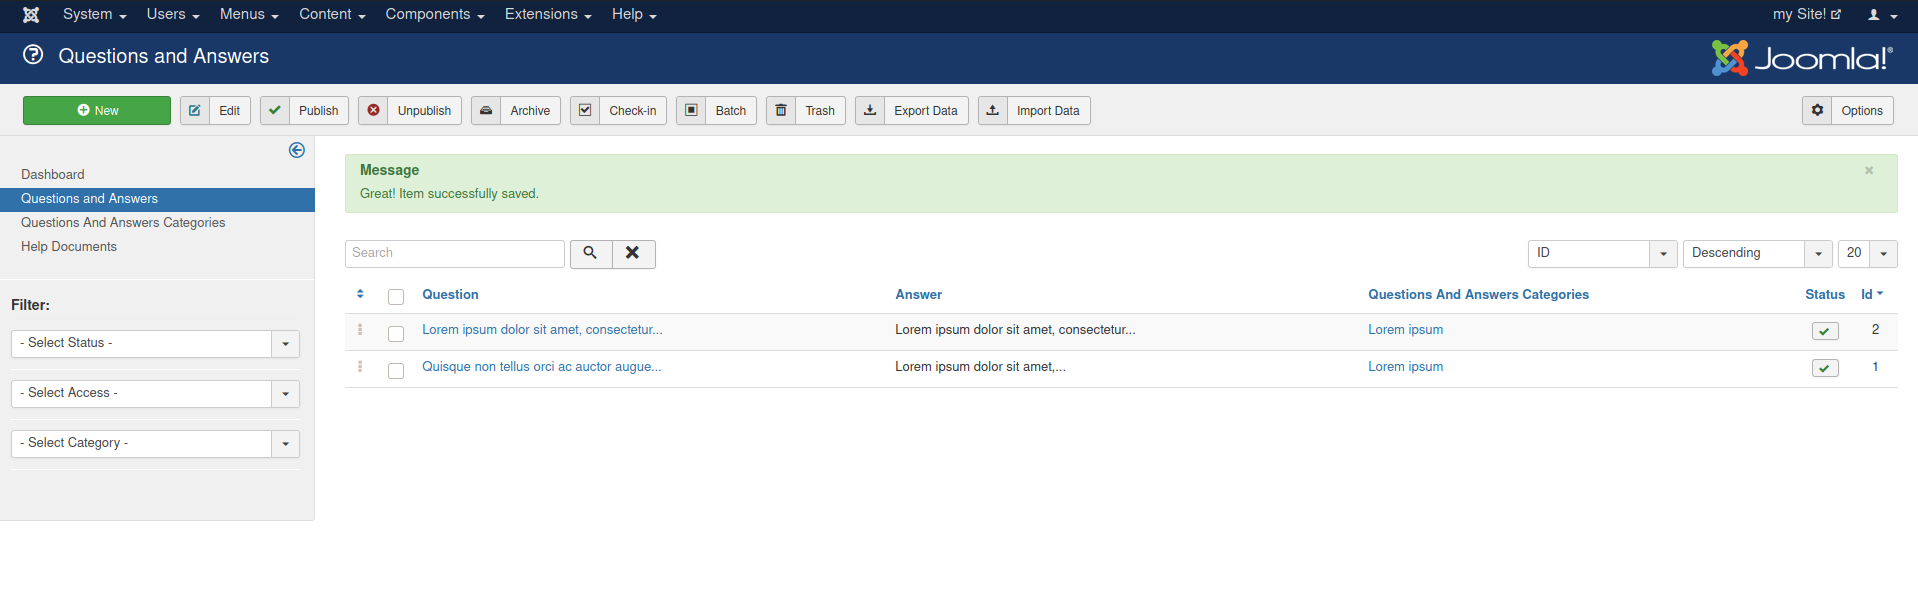 System Users Menus Content Components Extensions Help my Site!
Questions and Answers Joomla!®
New Edit Publish Unpublish Archive Check-in Batch Trash Export Data Import Data Options
Dashboard
Questions and Answers
Questions And Answers Categories
Help Documents
Filter:
- Select Status -
- Select Access -
- Select Category -
Message
Great! Item successfully saved.
Search ID Descending 20
Question Answer Questions And Answers Categories Status Id
Lorem ipsum dolor sit amet, consectetur... Lorem ipsum dolor sit amet, consectetur... Lorem ipsum 2
Quisque non tellus orci ac auctor augue... Lorem ipsum dolor sit amet,... Lorem ipsum 1